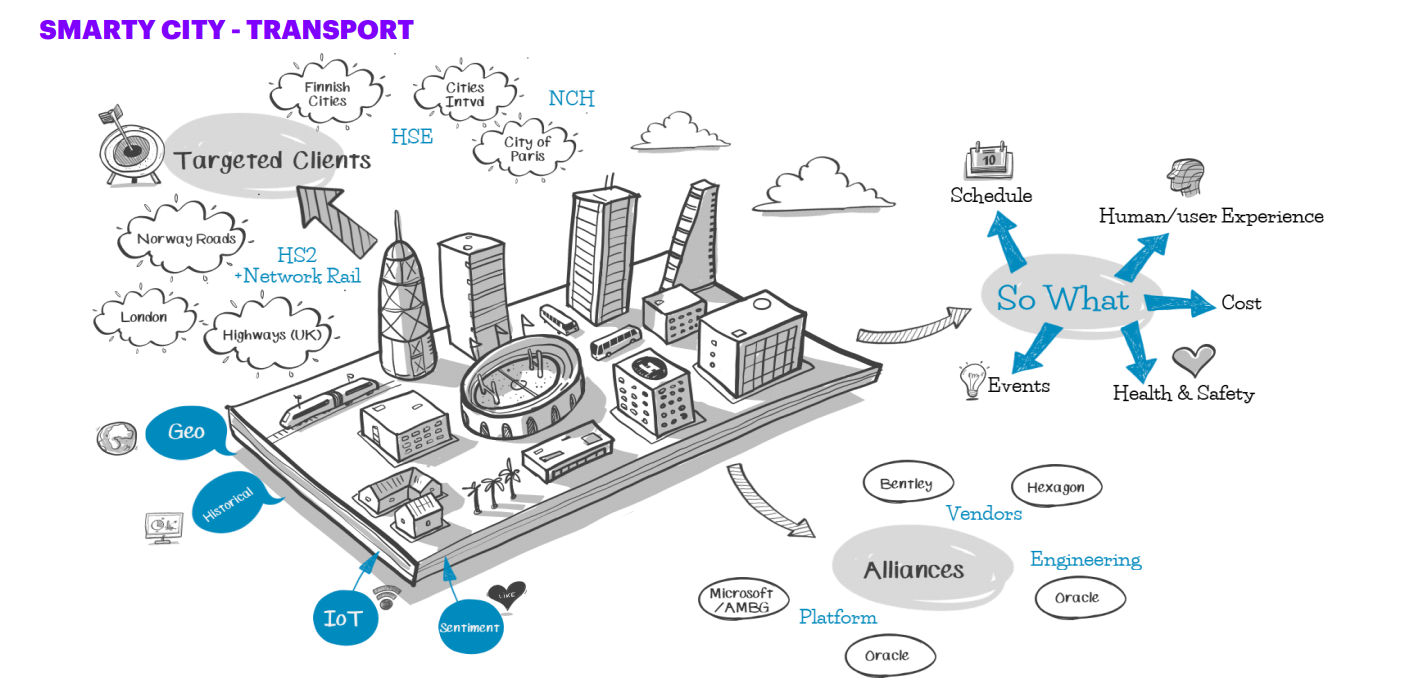 SMARTY CITY - TRANSPORT
Finnish
Cities
Cities
Intvd
NCH
HSE
City of
Paris
Targeted Clients
Norway Roads
HS2
+Network Rail
London
Highways (UK)
10
Schedule
Human/user Experience
So What
Cost
Events
Health & Safety
H
Geo
Historical
IoT
LIKE
Sentiment
Bentley
Hexagon
Vendors
Engineering
Alliances
Microsoft
/AMBG
Platform
Oracle
Oracle